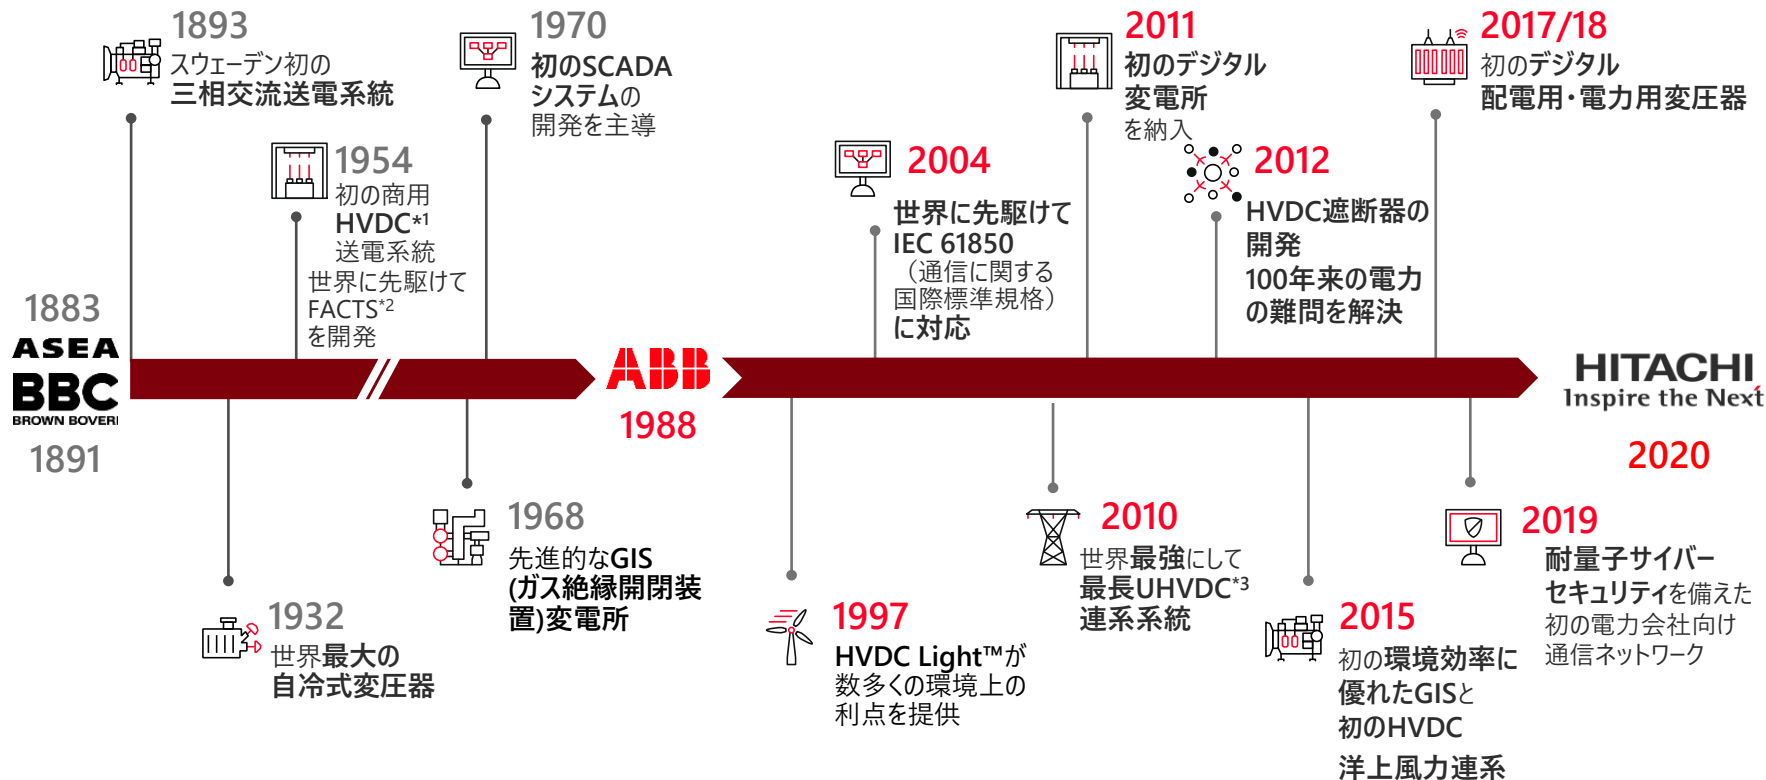 1883
ASEA
BBC
BROWN BOVERI
1891
1893
スウェーデン初の
三相交流送電系統
1954
初の商用
HVDC*1
送電系統
世界に先駆けて
FACTS*2
を開発
1970
初のSCADA
システムの
開発を主導
1932
世界最大の
自冷式変圧器
1968
先進的なGIS
(ガス絶縁開閉装
置)変電所
ABB
1988
2004
世界に先駆けて
IEC 61850
（通信に関する
国際標準規格）
に対応
2011
初のデジタル
変電所
を納入
2012
HVDC遮断器の
開発
100年来の電力
の難問を解決
2017/18
初のデジタル
配電用・電力用変圧器
1997
HVDC Light™が
数多くの環境上の
利点を提供
2010
世界最強にして
最長UHVDC*3
連系系統
2015
初の環境効率に
優れたGISと
初のHVDC
洋上風力連系
2019
耐量子サイバー
セキュリティを備えた
初の電力会社向け
通信ネットワーク
HITACHI
Inspire the Next
2020